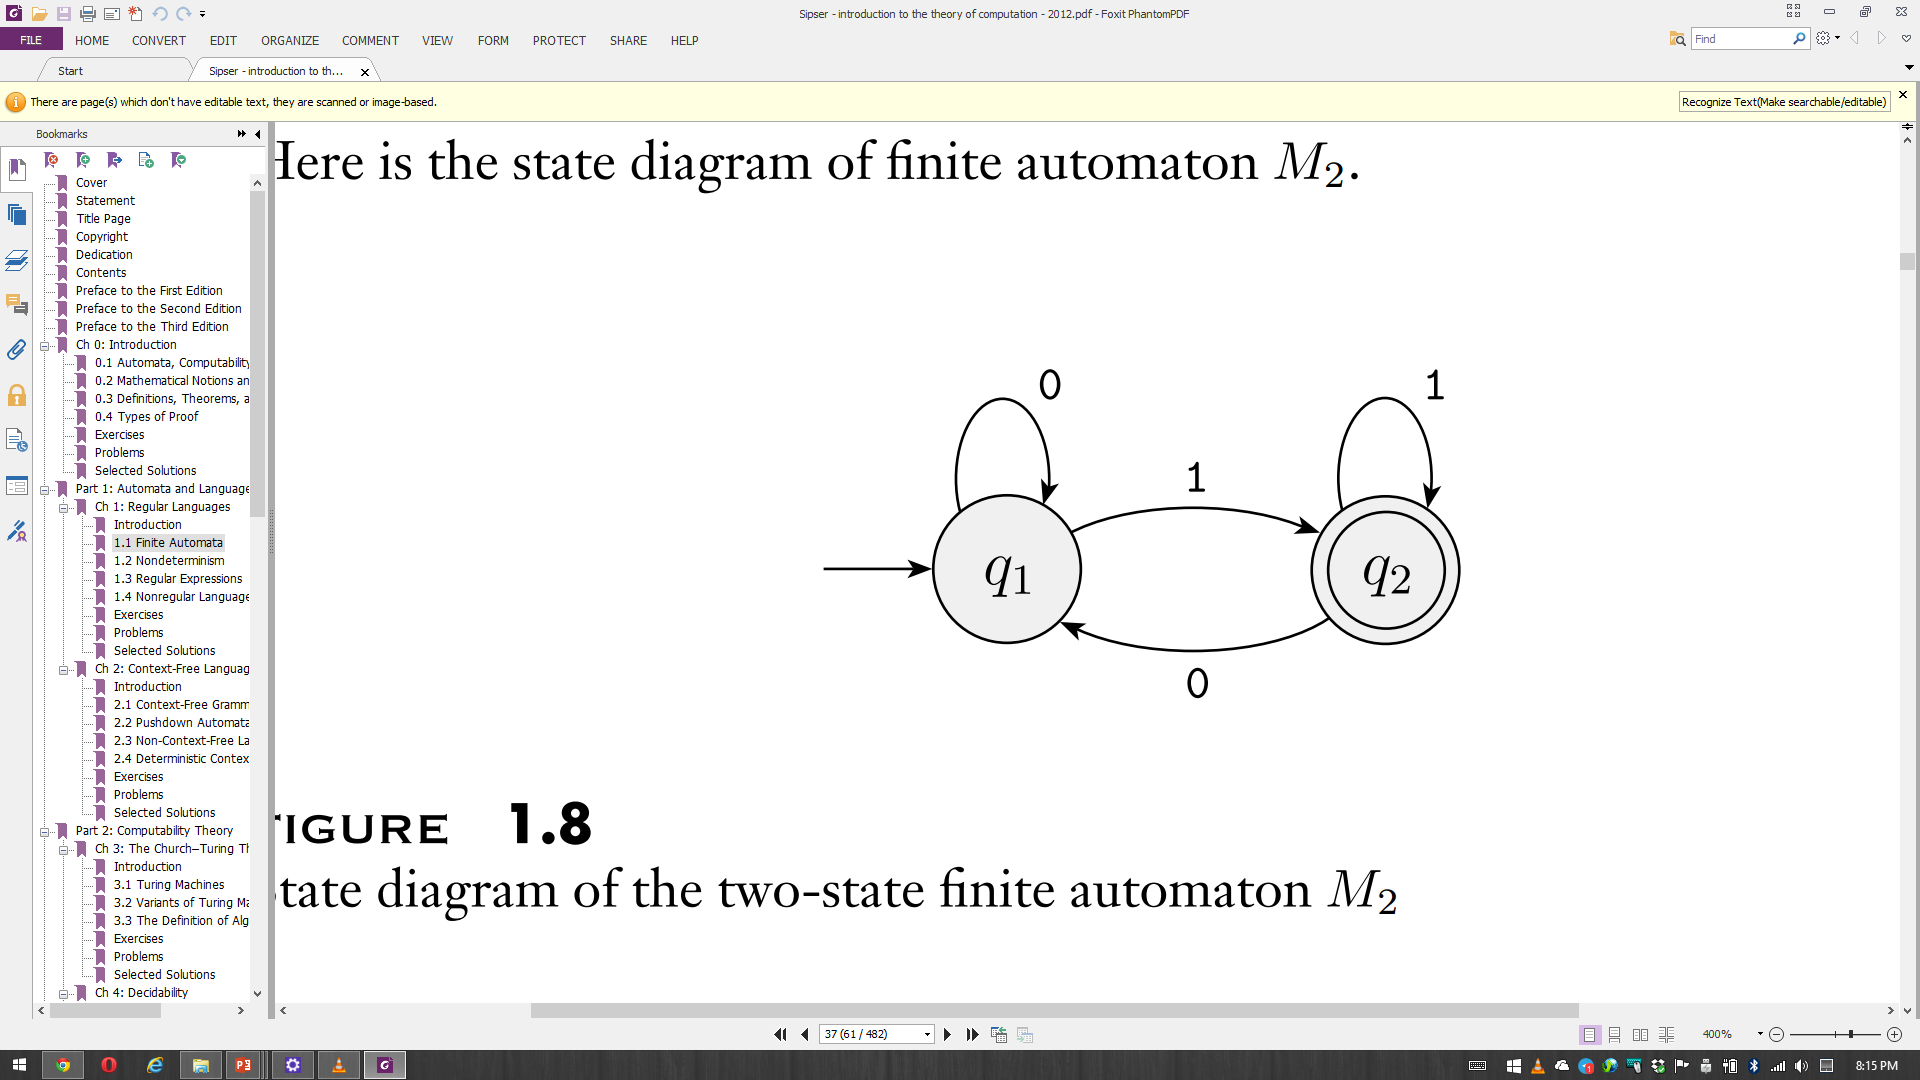 Sipser - introduction to the theory of computation - 2012.pdf - Foxit PhantomPDF
FILE HOME CONVERT EDIT ORGANIZE COMMENT VIEW FORM PROTECT SHARE HELP
Find
Start
Sipser - introduction to th...
There are page(s) which don't have editable text, they are scanned or image-based.
Recognize Text(Make searchable/editable)
Bookmarks
Cover
Statement
Title Page
Copyright
Dedication
Contents
Preface to the First Edition
Preface to the Second Edition
Preface to the Third Edition
Ch 0: Introduction
0.1 Automata, Computability
0.2 Mathematical Notions an
0.3 Definitions, Theorems, a
0.4 Types of Proof
Exercises
Problems
Selected Solutions
Part 1: Automata and Language
Ch 1: Regular Languages
Introduction
1.1 Finite Automata
1.2 Nondeterminism
1.3 Regular Expressions
1.4 Nonregular Language
Exercises
Problems
Selected Solutions
Ch 2: Context-Free Languag
Introduction
2.1 Context-Free Gramm
2.2 Pushdown Automata
2.3 Non-Context-Free La
2.4 Deterministic Contex
Exercises
Problems
Selected Solutions
Part 2: Computability Theory
Ch 3: The Church–Turing Th
Introduction
3.1 Turing Machines
3.2 Variants of Turing Ma
3.3 The Definition of Alg
Exercises
Problems
Selected Solutions
Ch 4: Decidability
Here is the state diagram of finite automaton M₂.
0
1
1
q₁
q₂
0
FIGURE 1.8
State diagram of the two-state finite automaton M₂
37 (61 / 482)
400%
8:15 PM